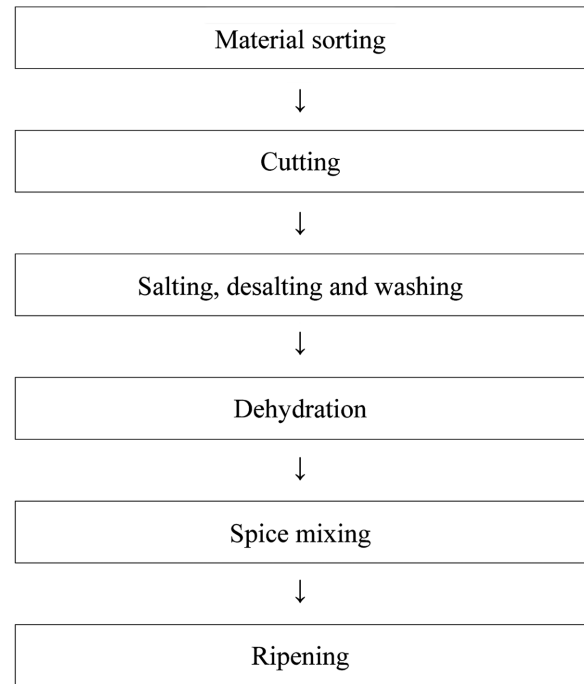 Material sorting
↓
Cutting
↓
Salting, desalting and washing
↓
Dehydration
↓
Spice mixing
↓
Ripening